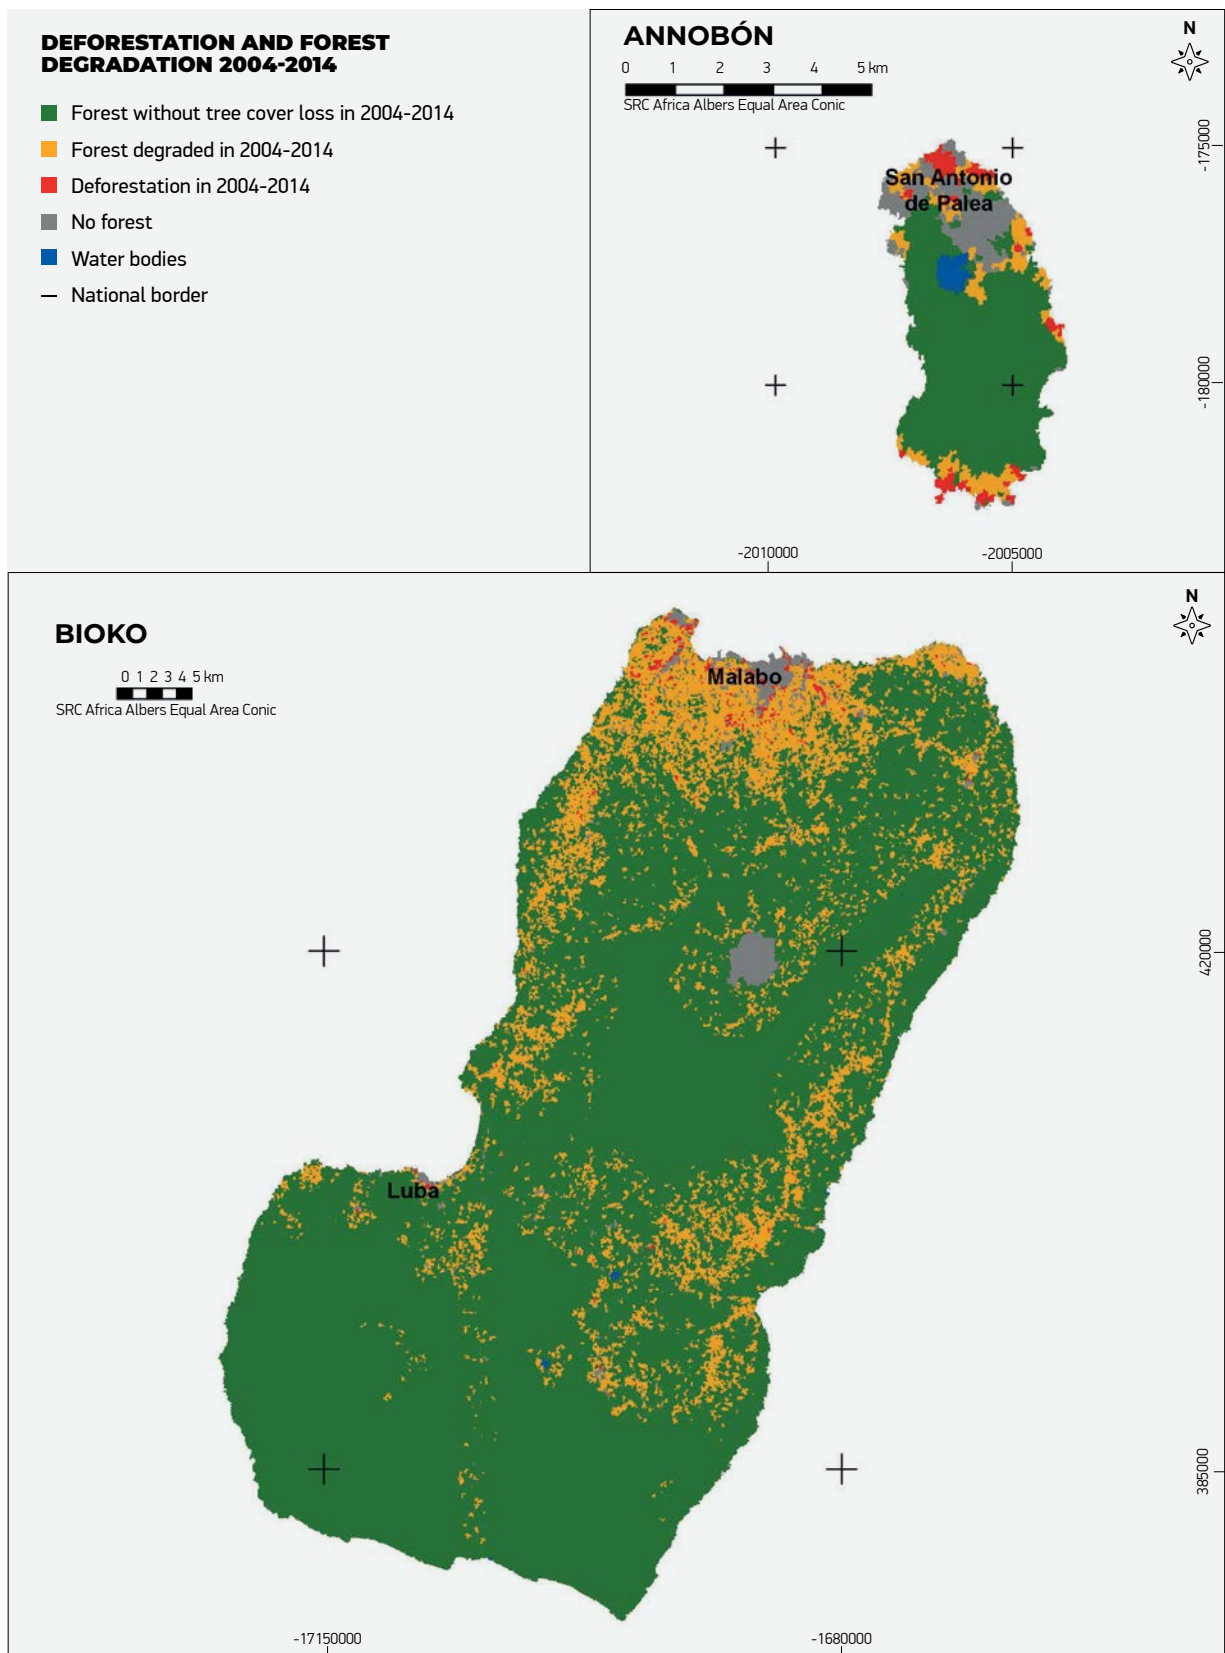 DEFORESTATION AND FOREST
DEGRADATION 2004-2014
Forest without tree cover loss in 2004-2014
Forest degraded in 2004-2014
Deforestation in 2004-2014
No forest
Water bodies
National border
ANNOBÓN
0 1 2 3 4 5 km
SRC Africa Albers Equal Area Conic
N
-175000
San Antonio
de Palea
-180000
-2010000 -2005000
BIOKO
0 1 2 3 4 5 km
SRC Africa Albers Equal Area Conic
N
Malabo
420000
Luba
385000
-17150000 -1680000